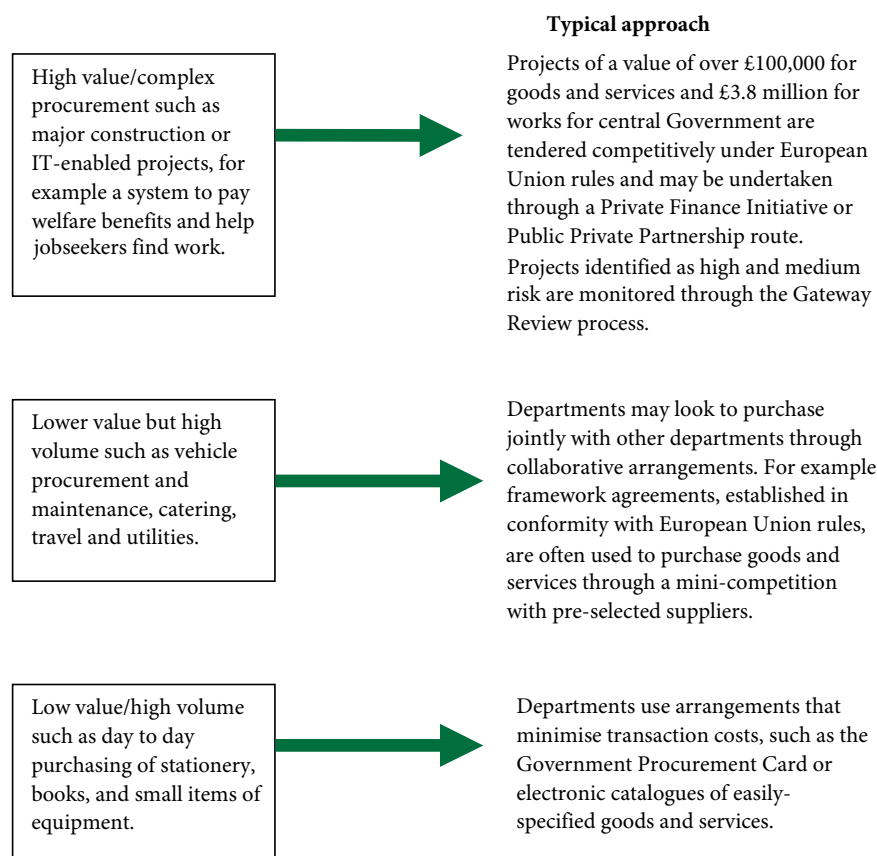 Typical approach
High value/complex
procurement such as
major construction or
IT-enabled projects, for
example a system to pay
welfare benefits and help
jobseekers find work.
Projects of a value of over £100,000 for
goods and services and £3.8 million for
works for central Government are
tendered competitively under European
Union rules and may be undertaken
through a Private Finance Initiative or
Public Private Partnership route.
Projects identified as high and medium
risk are monitored through the Gateway
Review process.
Lower value but high
volume such as vehicle
procurement and
maintenance, catering,
travel and utilities.
Departments may look to purchase
jointly with other departments through
collaborative arrangements. For example
framework agreements, established in
conformity with European Union rules,
are often used to purchase goods and
services through a mini-competition
with pre-selected suppliers.
Low value/high volume
such as day to day
purchasing of stationery,
books, and small items of
equipment.
Departments use arrangements that
minimise transaction costs, such as the
Government Procurement Card or
electronic catalogues of easily-
specified goods and services.